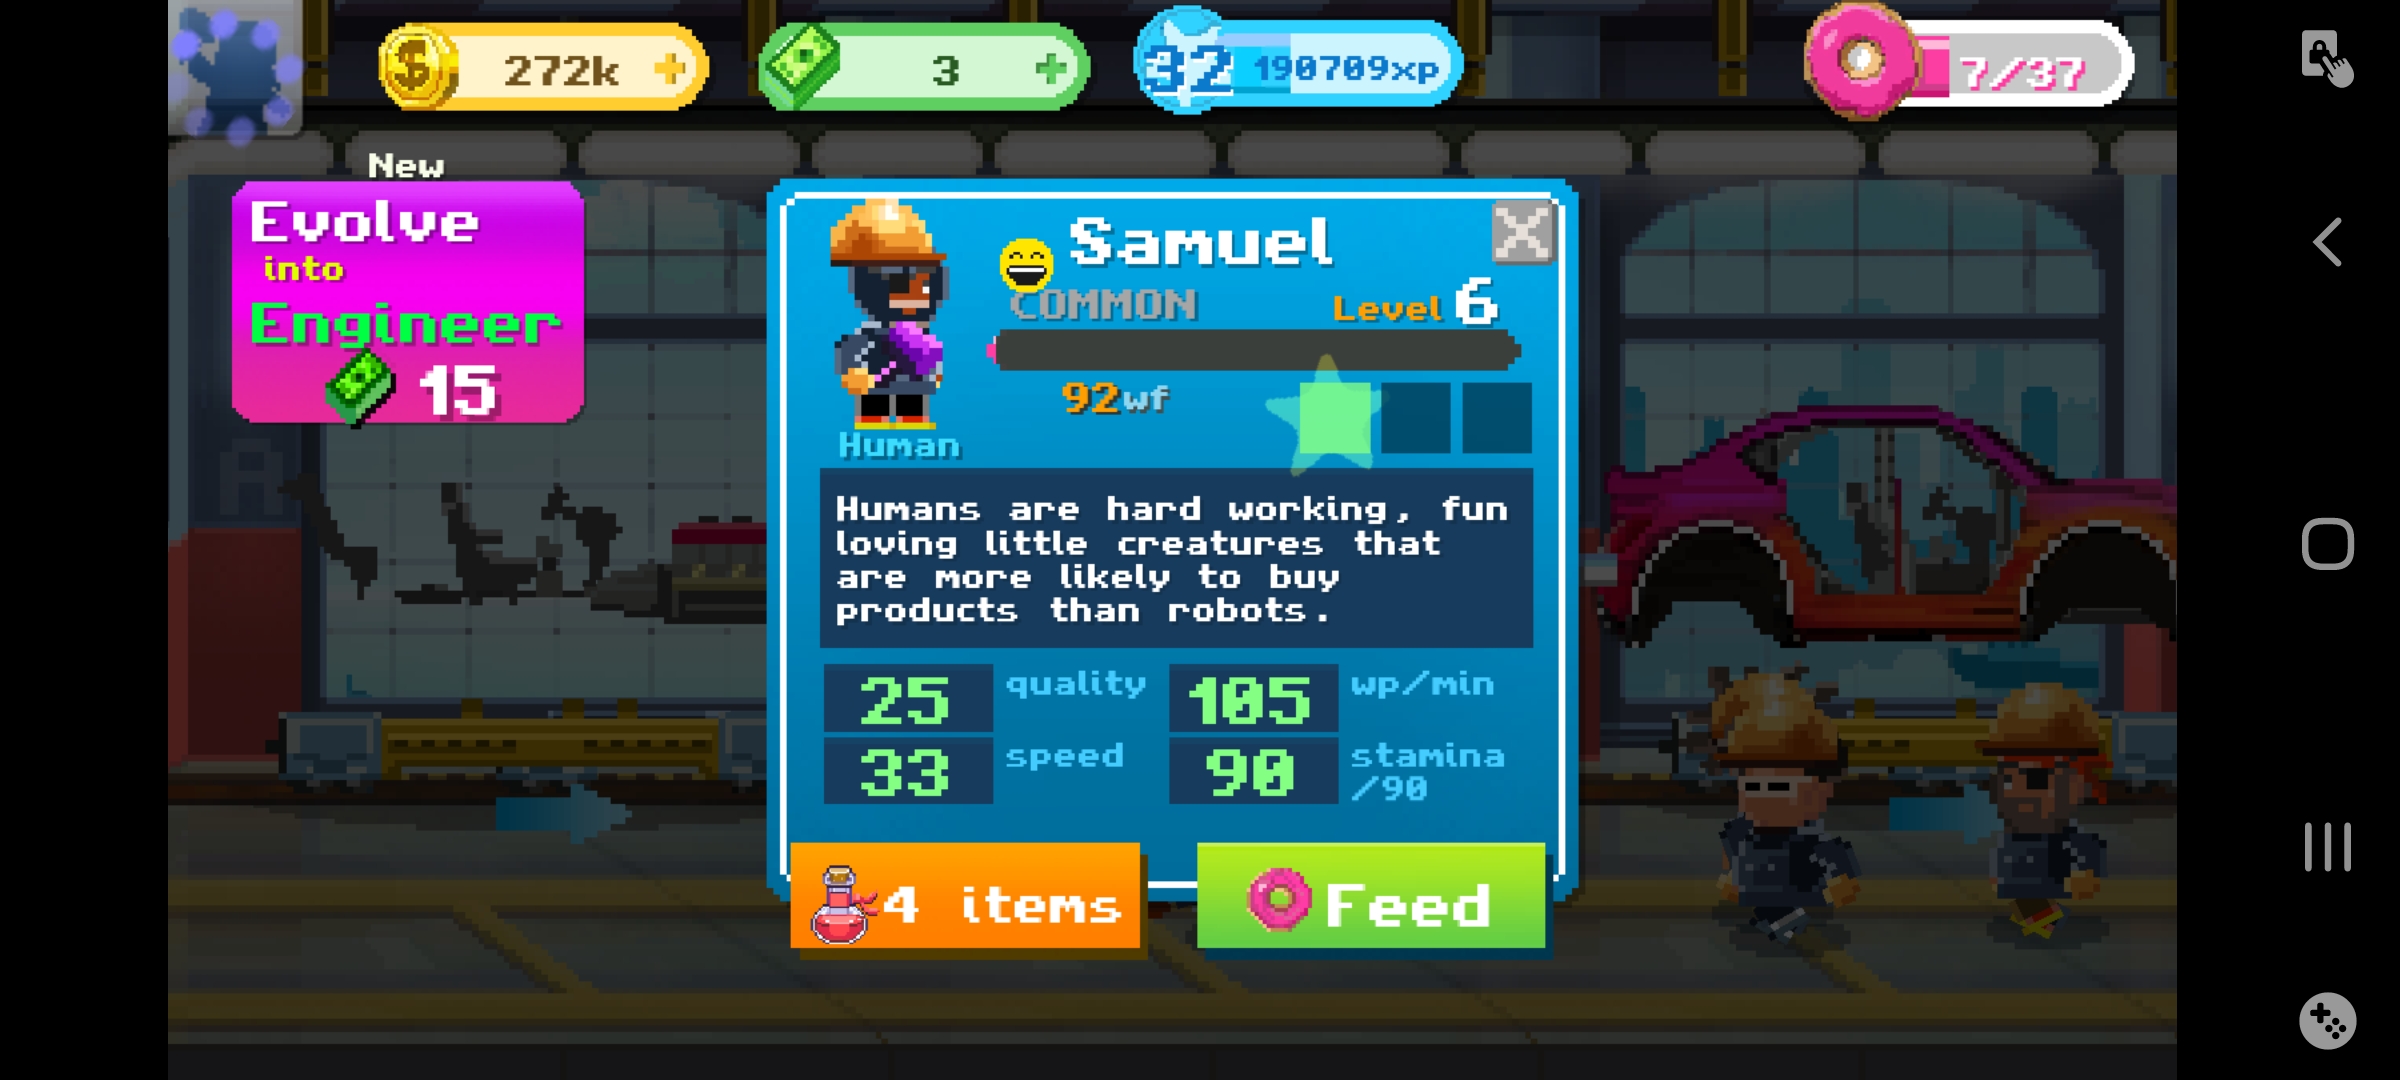 272k
3
32 190709xp
7/37
New
Evolve
into
Engineer
15
Samuel
COMMON
Level 6
92wf
Human
Humans are hard working, fun
loving little creatures that
are more likely to buy
products than robots.
25 quality
105 wp/min
33 speed
90 stamina
/90
4 items
Feed
A